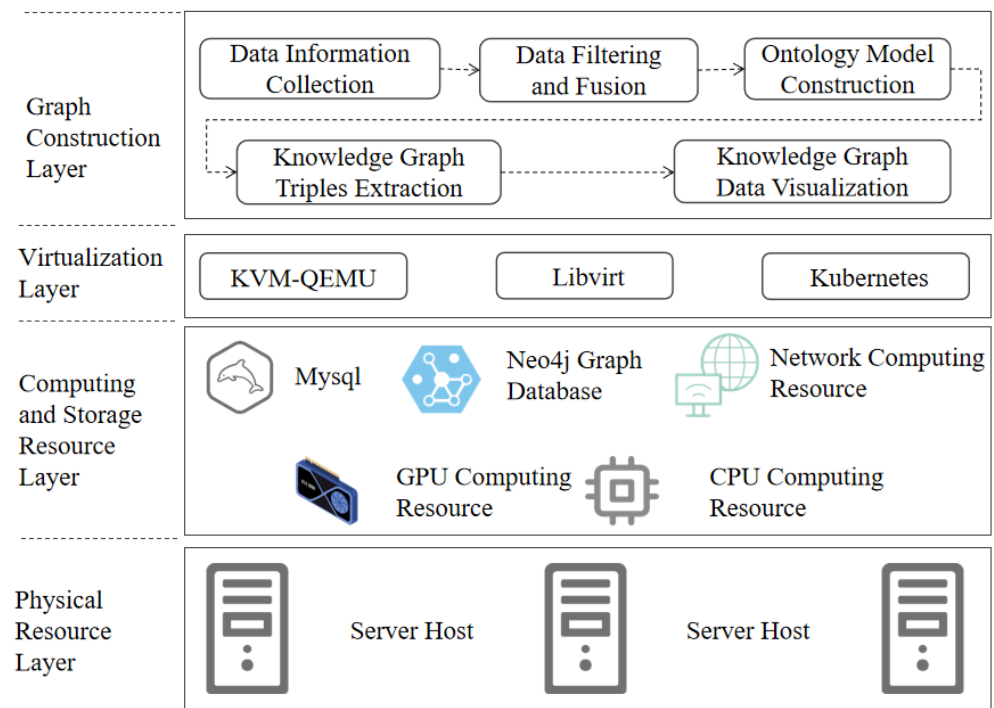 Graph
Construction
Layer
Data Information
Collection
Data Filtering
and Fusion
Ontology Model
Construction
Knowledge Graph
Triples Extraction
Knowledge Graph
Data Visualization
Virtualization
Layer
KVM-QEMU
Libvirt
Kubernetes
Computing
and Storage
Resource
Layer
Mysql
Neo4j Graph
Database
Network Computing
Resource
GPU Computing
Resource
CPU Computing
Resource
Physical
Resource
Layer
Server Host
Server Host